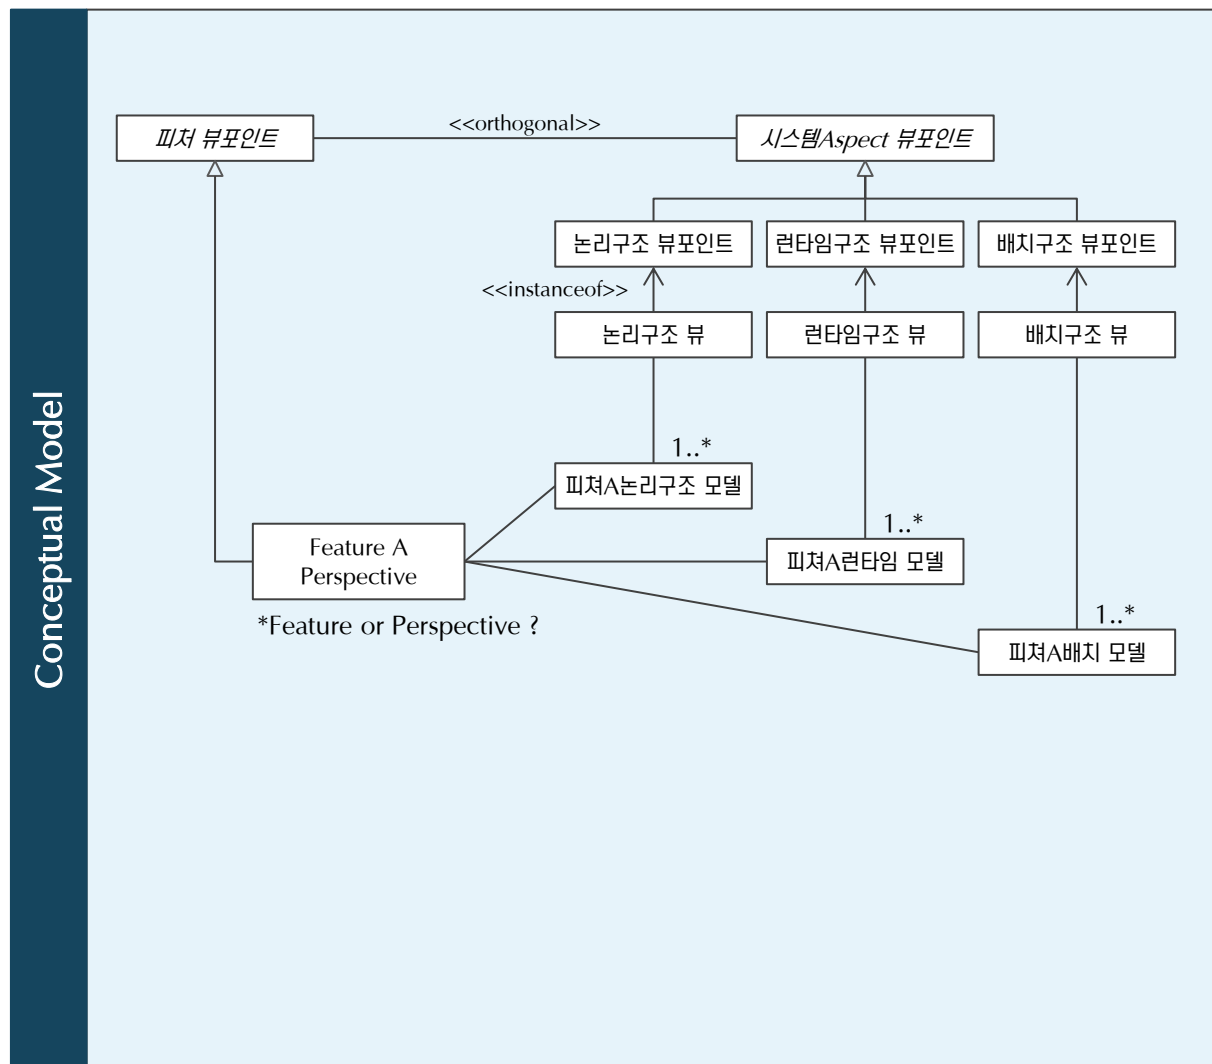 Conceptual Model
피처 뷰포인트
<<orthogonal>>
시스템Aspect 뷰포인트
논리구조 뷰포인트
런타임구조 뷰포인트
배치구조 뷰포인트
<<instanceof>>
논리구조 뷰
런타임구조 뷰
배치구조 뷰
1..*
피쳐A논리구조 모델
1..*
Feature A
Perspective
피쳐A런타임 모델
*Feature or Perspective ?
1..*
피쳐A배치 모델